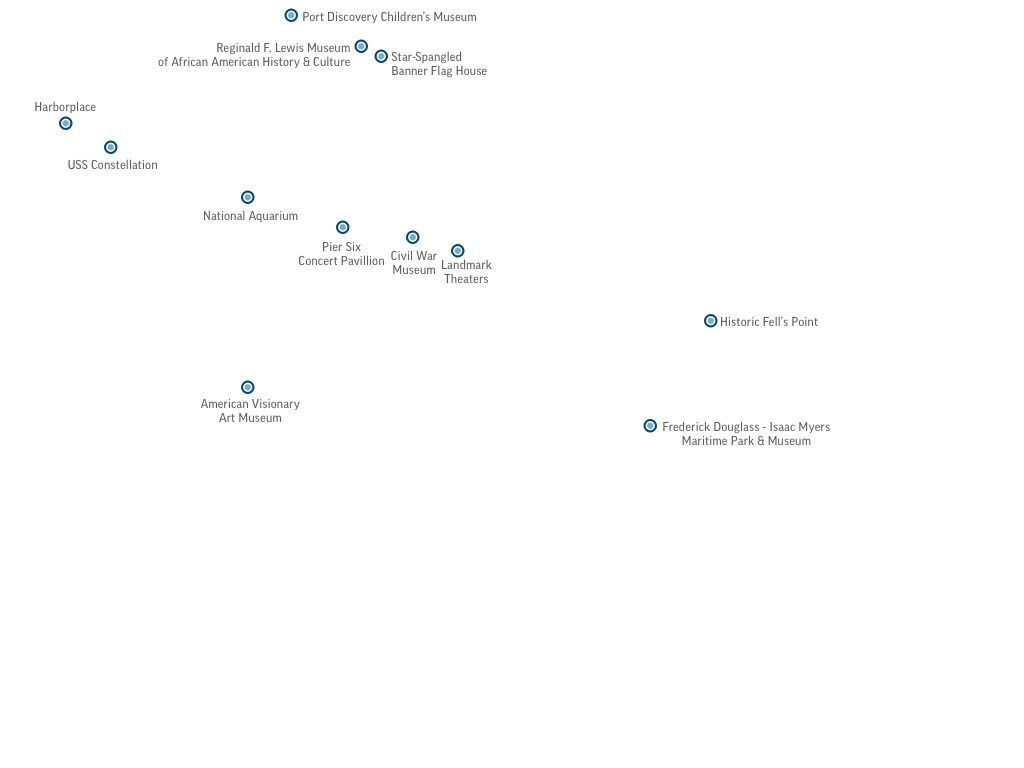 Port Discovery Children's Museum
Reginald F. Lewis Museum
of African American History & Culture
Star-Spangled
Banner Flag House
Harborplace
USS Constellation
National Aquarium
Pier Six
Concert Pavillion
Civil War
Museum
Landmark
Theaters
Historic Fell's Point
American Visionary
Art Museum
Frederick Douglass - Isaac Myers
Maritime Park & Museum